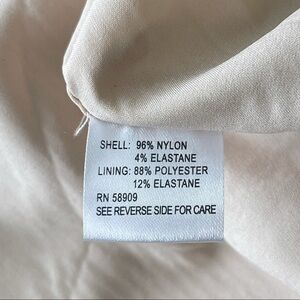 SHELL: 96% NYLON
4% ELASTANE
LINING: 88% POLYESTER
12% ELASTANE
RN 58909
SEE REVERSE SIDE FOR CARE